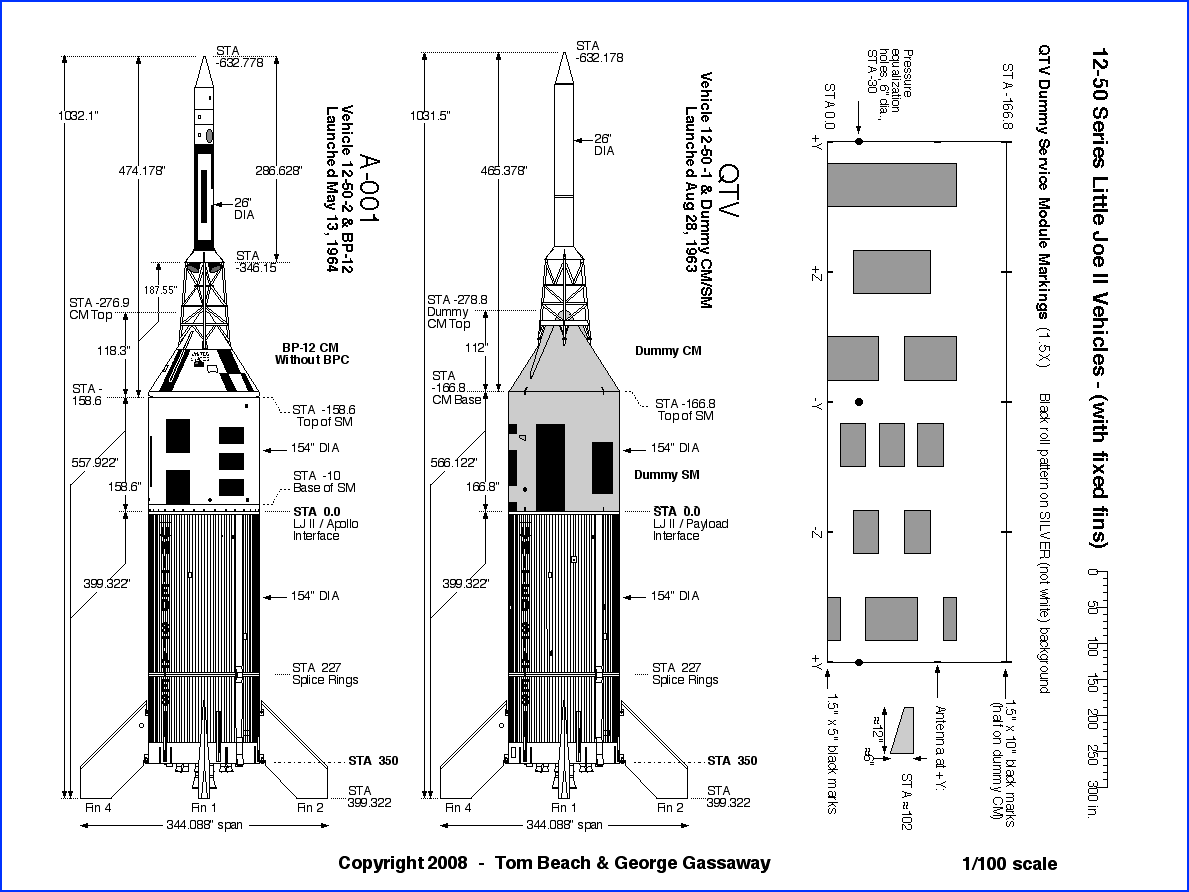 12-50 Series Little Joe II Vehicles - (with fixed fins)
QTV Dummy Service Module Markings (1.5X) Black roll pattern on SILVER (not white) background
0 50 100 150 200 250 300 in.
A-001
Vehicle 12-50-2 & BP-12
Launched May 13, 1964
STA
-632.778
1032.1"
474.178"
286.628"
26"
DIA
STA
-346.15
187.55"
STA -276.9
CM Top
118.3"
BP-12 CM
Without BPC
UNITED
STATES
STA -
158.6
STA -158.6
Top of SM
154" DIA
557.922"
158.6"
STA -10
Base of SM
STA 0.0
LJ II / Apollo
Interface
399.322"
154" DIA
STA 227
Splice Rings
STA 350
STA
399.322
Fin 4
Fin 1
Fin 2
344.088" span
QTV
Vehicle 12-50-1 & Dummy CM/SM
Launched Aug 28, 1963
STA
-632.178
1031.5"
465.378"
26"
DIA
STA -278.8
Dummy
CM Top
112"
Dummy CM
STA
-166.8
CM Base
STA -166.8
Top of SM
154" DIA
566.122"
166.8"
Dummy SM
STA 0.0
LJ II / Payload
Interface
399.322"
154" DIA
STA 227
Splice Rings
STA 350
STA
399.322
Fin 4
Fin 1
Fin 2
344.088" span
Pressure
equalization
holes, 6" dia.,
STA -30
STA 0.0
STA -166.8
+Y
+Z
-Y
-Z
+Y
1.5" x 5" black marks
≈12"
≈6"
STA ≈102
Antenna at +Y:
1.5" x 10" black marks
(half on dummy CM)
Copyright 2008 - Tom Beach & George Gassaway
1/100 scale